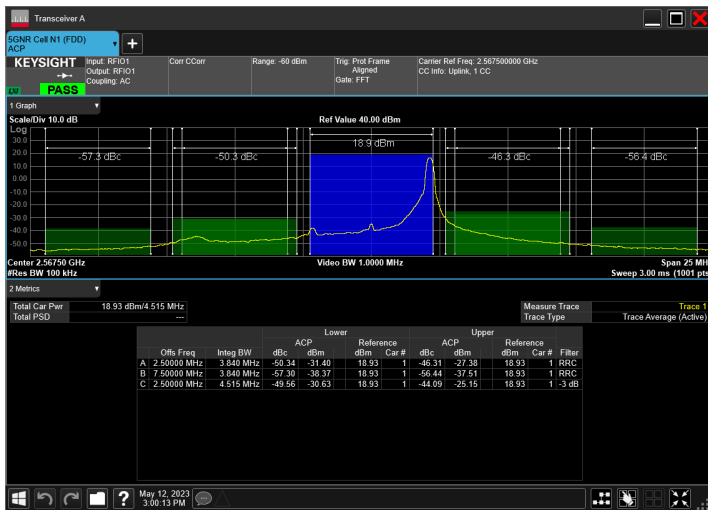 Transceiver A
5GNR Cell N1 (FDD)
ACP
KEYSIGHT
PASS
Input: RFIO1
Output: RFIO1
Coupling: AC
Corr CCorr
Range: -60 dBm
Trig: Prot Frame
Aligned
Gate: FFT
Carrier Ref Freq: 2.567500000 GHz
CC Info: Uplink, 1 CC
1 Graph
Scale/Div 10.0 dB
Ref Value 40.00 dBm
Log
30.0
20.0
10.0
0.00
-10.0
-20.0
-30.0
-40.0
-50.0
-57.3 dBc
-50.3 dBc
18.9 dBm
-46.3 dBc
-56.4 dBc
Center 2.56750 GHz
Video BW 1.0000 MHz
Span 25 MH
#Res BW 100 kHz
Sweep 3.00 ms (1001 pts
2 Metrics
Total Car Pwr 18.93 dBm/4.515 MHz
Total PSD ---
Measure Trace Trace 1
Trace Type Trace Average (Active)
Lower Upper
ACP Reference ACP Reference
Offs Freq Integ BW dBc dBm dBm Car # dBc dBm dBm Car # Filter
A 2.50000 MHz 3.840 MHz -50.34 -31.40 18.93 1 -46.31 -27.38 18.93 1 RRC
B 7.50000 MHz 3.840 MHz -57.30 -38.37 18.93 1 -56.44 -37.51 18.93 1 RRC
C 2.50000 MHz 4.515 MHz -49.56 -30.63 18.93 1 -44.09 -25.15 18.93 1 -3 dB
May 12, 2023
3:00:13 PM